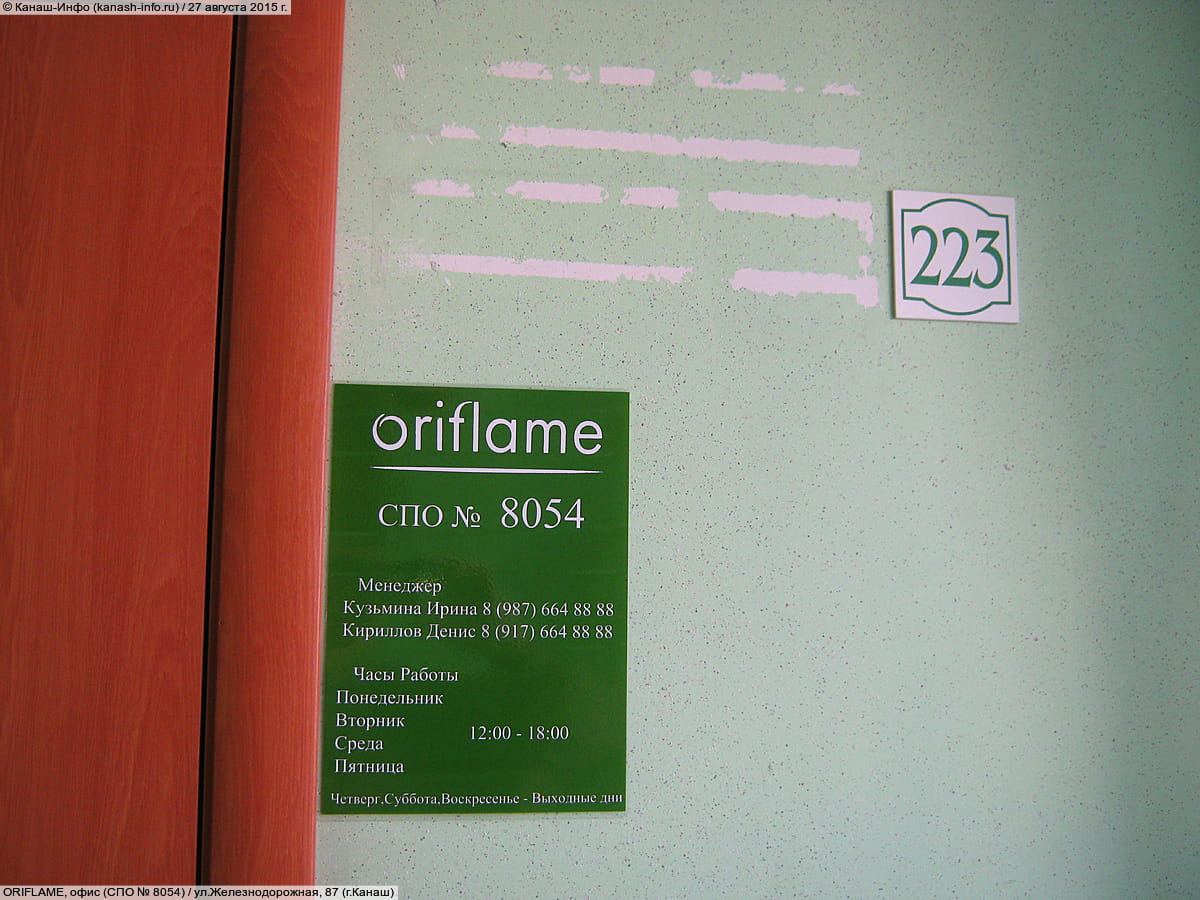 © Канаш-Инфо (kanash-info.ru) / 27 августа 2015 г.
223
oriflame
СПО № 8054
Менеджер
Кузьмина Ирина 8 (987) 664 88 88
Кириллов Денис 8 (917) 664 88 88
Часы Работы
Понедельник
Вторник
12:00 - 18:00
Среда
Пятница
Четверг,Суббота,Воскресенье - Выходные дни
ORIFLAME, офис (СПО № 8054) / ул.Железнодорожная, 87 (г.Канаш)